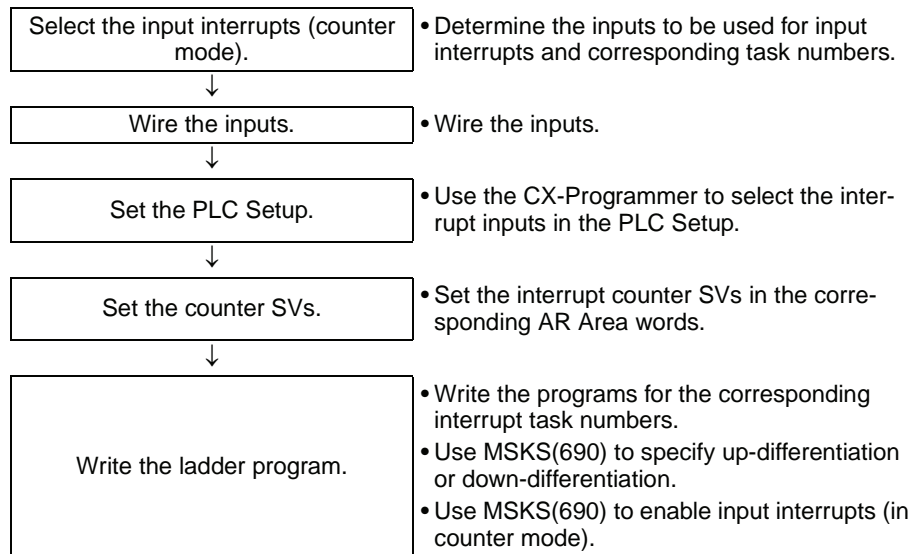 Select the input interrupts (counter
mode).
• Determine the inputs to be used for input
interrupts and corresponding task numbers.
↓
Wire the inputs.
• Wire the inputs.
↓
Set the PLC Setup.
• Use the CX-Programmer to select the inter-
rupt inputs in the PLC Setup.
↓
Set the counter SVs.
• Set the interrupt counter SVs in the corre-
sponding AR Area words.
↓
Write the ladder program.
• Write the programs for the corresponding
interrupt task numbers.
• Use MSKS(690) to specify up-differentiation
or down-differentiation.
• Use MSKS(690) to enable input interrupts (in
counter mode).